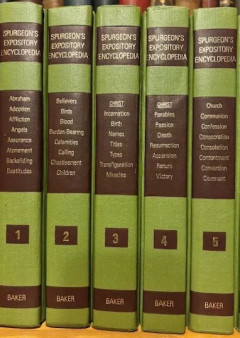 SPURGEON'S
EXPOSITORY
ENCYCLOPEDIA
Abraham
Adoption
Affliction
Angels
Assurance
Atonement
Backsliding
Beatitudes
1
BAKER
SPURGEON'S
EXPOSITORY
ENCYCLOPEDIA
Believers
Birth
Blood
Burden-Bearing
Calamities
Calling
Chastisement
Children
2
BAKER
SPURGEON'S
EXPOSITORY
ENCYCLOPEDIA
CHRIST
Incarnation
Birth
Names
Titles
Types
Transfiguration
Miracles
3
BAKER
SPURGEON'S
EXPOSITORY
ENCYCLOPEDIA
CHRIST
Parables
Passion
Death
Resurrection
Ascension
Return
Victory
4
BAKER
SPURGEON'S
EXPOSITORY
ENCYCLOPEDIA
Church
Communion
Confession
Consecration
Consolation
Contentment
Conversion
Covenant
5
BAKER